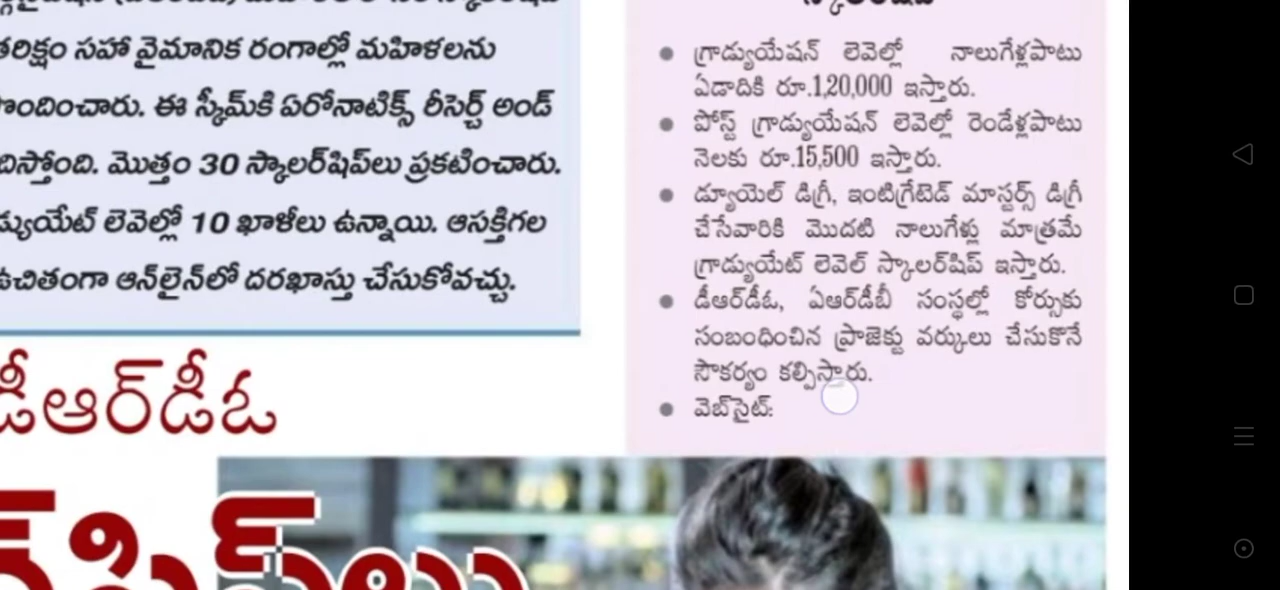 తరిక్షం సహా వైమానిక రంగాల్లో మహిళలను
పొందించారు. ఈ స్కీమ్‌కి ఏరోనాటిక్స్ రీసెర్చ్ అండ్
మొత్తం 30 స్కాలర్‌షిప్‌లు ప్రకటించారు.
లెవెల్లో 10 ఖాళీలు ఉన్నాయి. ఆసక్తిగల
ఉచితంగా ఆన్‌లైన్‌లో దరఖాస్తు చేసుకోవచ్చు.
డీఆర్‌డీఓ
స్కాలర్‌షిప్
● గ్రాడ్యుయేషన్ లెవెల్లో నాలుగేళ్లపాటు
ఏడాదికి రూ.1,20,000 ఇస్తారు.
● పోస్ట్ గ్రాడ్యుయేషన్ లెవెల్లో రెండేళ్లపాటు
నెలకు రూ.15,500 ఇస్తారు.
● డ్యూయెల్ డిగ్రీ, ఇంటిగ్రేటెడ్ మాస్టర్స్ డిగ్రీ
చేసేవారికి మొదటి నాలుగేళ్లు మాత్రమే
గ్రాడ్యుయేట్ లెవెల్ స్కాలర్‌షిప్ ఇస్తారు.
● డీఆర్‌డీఓ, ఏఆర్‌డీబీ సంస్థల్లో కోర్సుకు
సంబంధించిన ప్రాజెక్టు వర్కులు చేసుకొనే
సౌకర్యం కల్పిస్తారు.
● వెబ్‌సైట్: